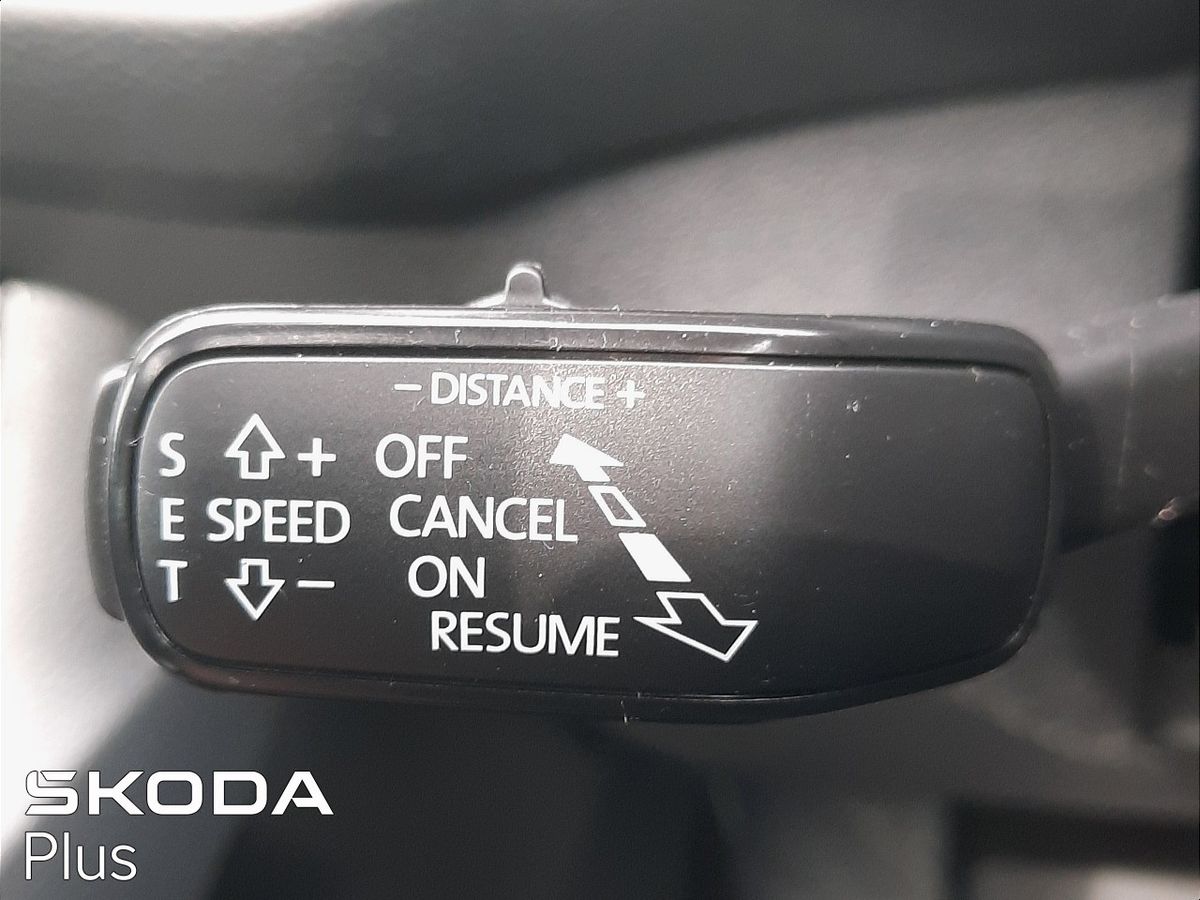 – DISTANCE +
S + OFF
E SPEED CANCEL
T – ON
RESUME
SKODA
Plus